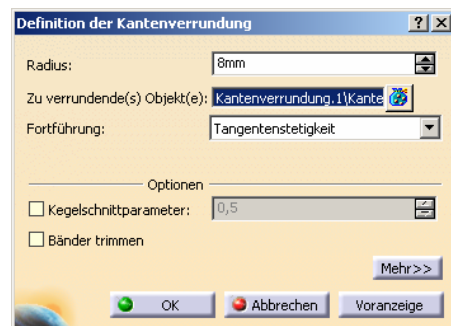 Definition der Kantenverrundung
Radius: 8mm
Zu verrundende(s) Objekt(e): Kantenverrundung.1\Kante
Fortführung: Tangentenstetigkeit
Optionen
Kegelschnittparameter: 0,5
Bänder trimmen
Mehr>>
OK Abbrechen Voranzeige